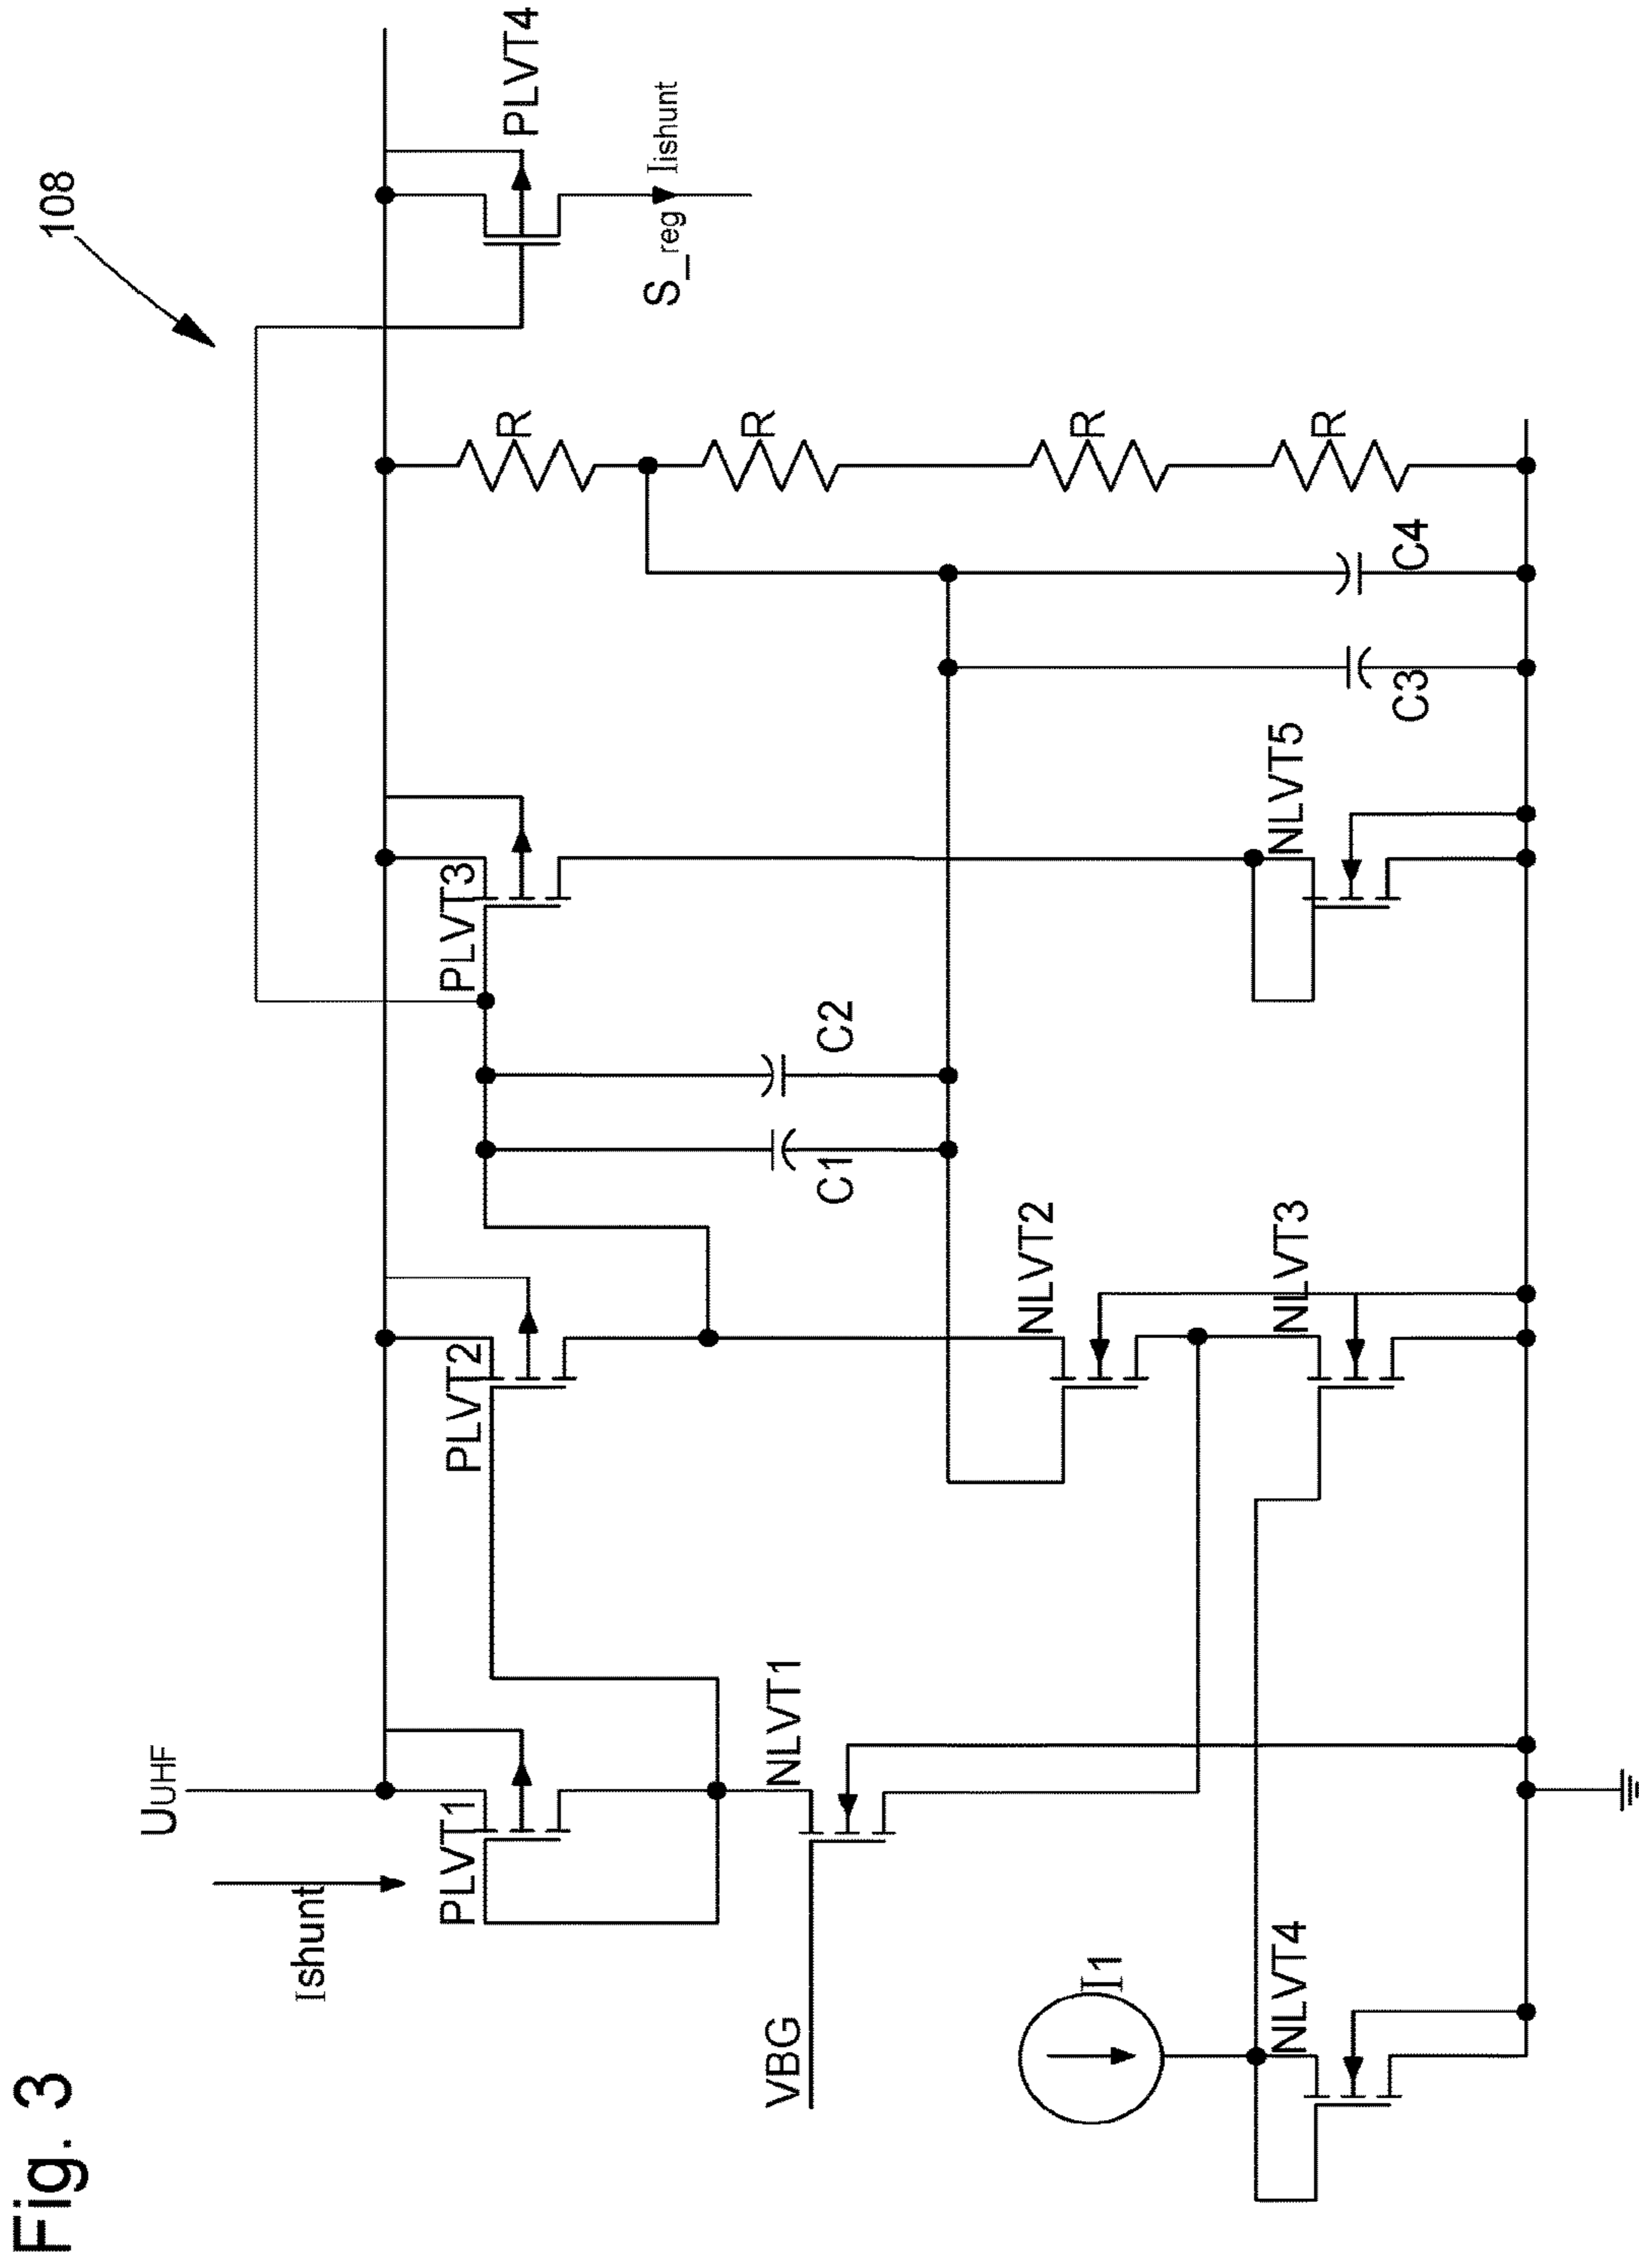 Fig. 3
108
UUHF
Ishunt
PLVT1
PLVT2
PLVT3
PLVT4
S_reg
Iishunt
R
R
R
R
VBG
NLVT1
C1
C2
NLVT2
NLVT3
NLVT5
C3
C4
I1
NLVT4